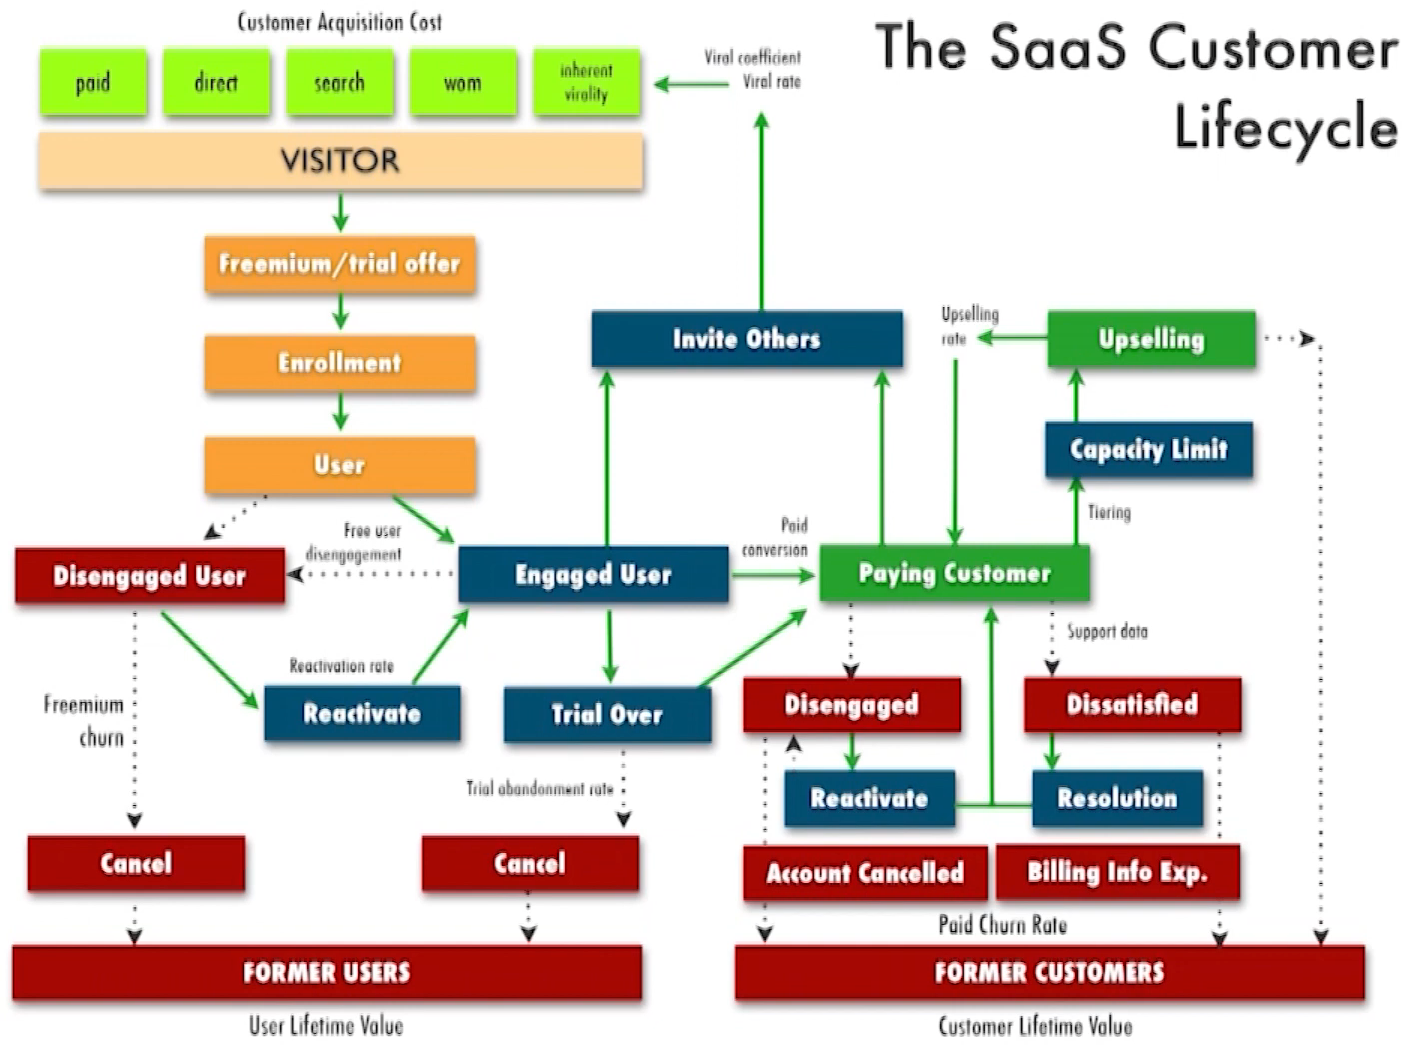 Customer Acquisition Cost
The SaaS Customer
Lifecycle
paid
direct
search
wom
inherent
virality
Viral coefficient
Viral rate
VISITOR
Freemium/trial offer
Enrollment
User
Invite Others
Upselling
rate
Upselling
Capacity Limit
Tiering
Free user
disengagement
Paid
conversion
Disengaged User
Engaged User
Paying Customer
Support data
Reactivation rate
Freemium
churn
Reactivate
Trial Over
Disengaged
Dissatisfied
Trial abandonment rate
Reactivate
Resolution
Cancel
Cancel
Account Cancelled
Billing Info Exp.
Paid Churn Rate
FORMER USERS
FORMER CUSTOMERS
User Lifetime Value
Customer Lifetime Value